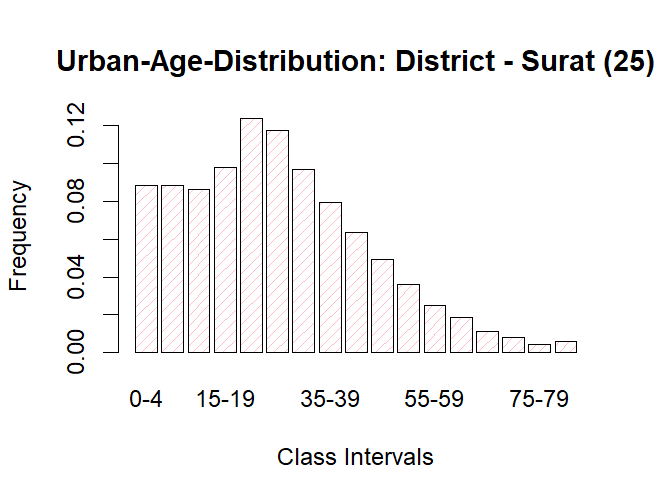 Urban-Age-Distribution: District - Surat (25)
Frequency
0.12
0.08
0.04
0.00
0-4 15-19 35-39 55-59 75-79
Class Intervals